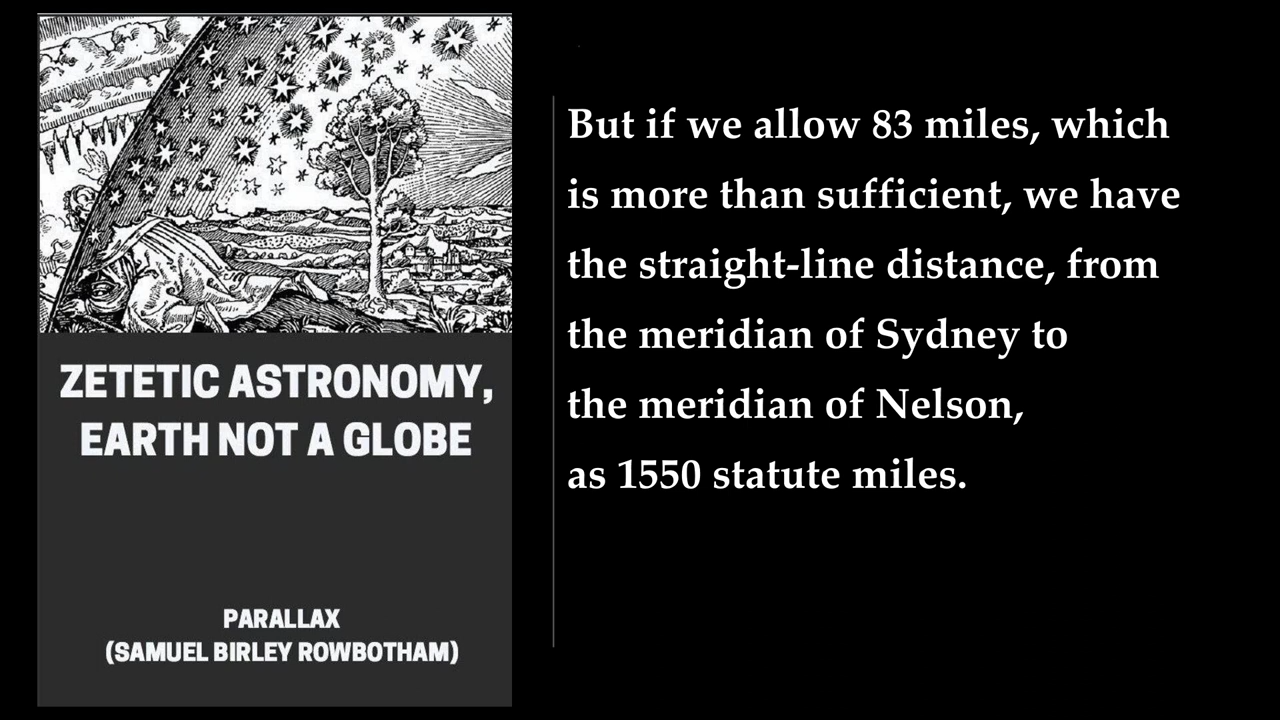 ZETETIC ASTRONOMY,
EARTH NOT A GLOBE
PARALLAX
(SAMUEL BIRLEY ROWBOTHAM)
But if we allow 83 miles, which
is more than sufficient, we have
the straight-line distance, from
the meridian of Sydney to
the meridian of Nelson,
as 1550 statute miles.